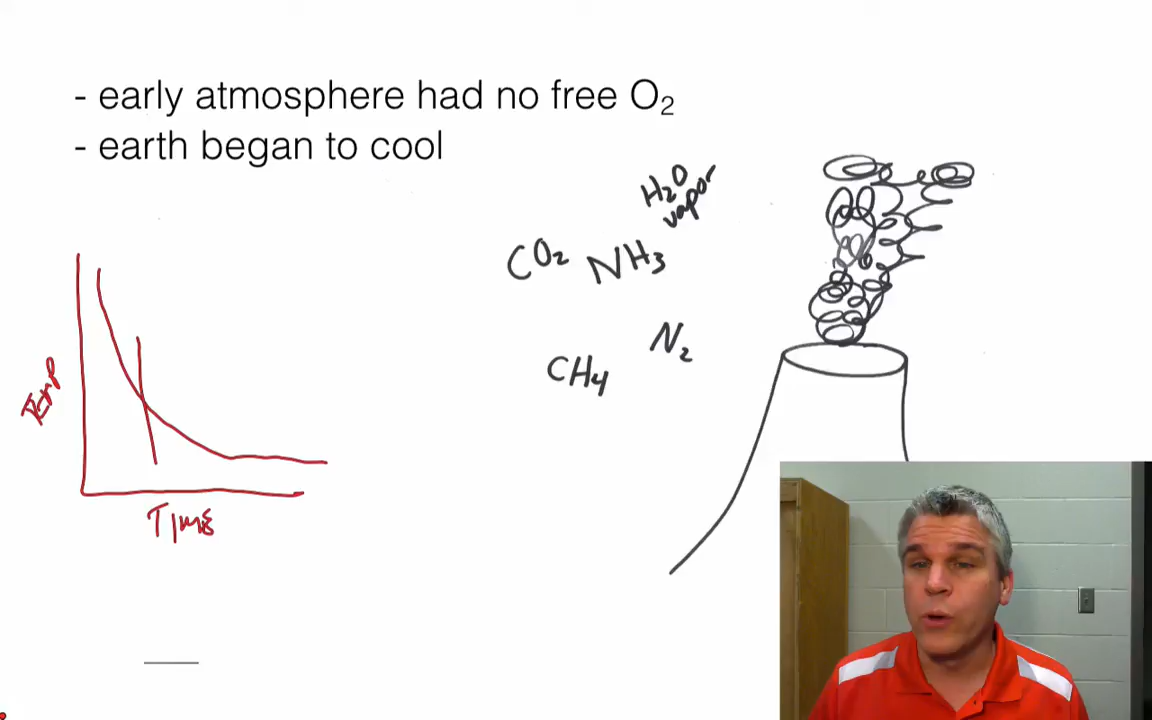 - early atmosphere had no free O₂
- earth began to cool
H₂O
vapor
CO₂ NH₃
N₂
CH₄
Temp
Time